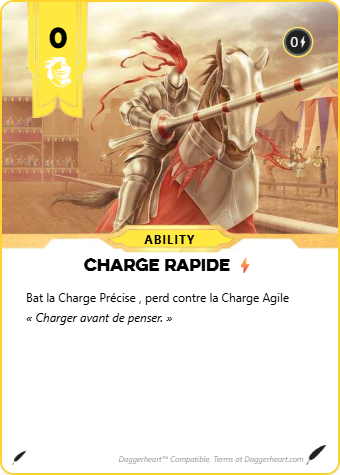 0
0
ABILITY
CHARGE RAPIDE
Bat la Charge Précise , perd contre la Charge Agile
« Charger avant de penser. »
Daggerheart™ Compatible. Terms at Daggerheart.com